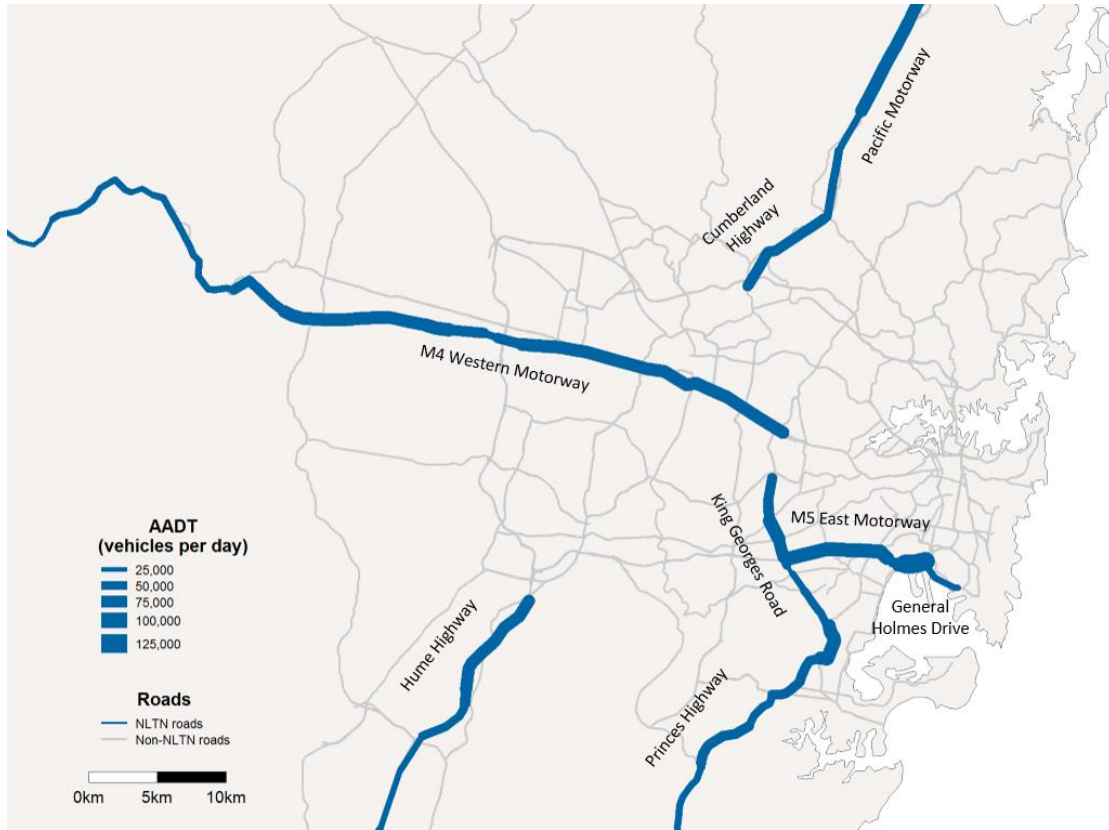 Pacific Motorway
Cumberland
Highway
M4 Western Motorway
King Georges Road
M5 East Motorway
General
Holmes Drive
Hume Highway
Princes Highway
AADT
(vehicles per day)
25,000
50,000
75,000
100,000
125,000
Roads
NLTN roads
Non-NLTN roads
0km 5km 10km